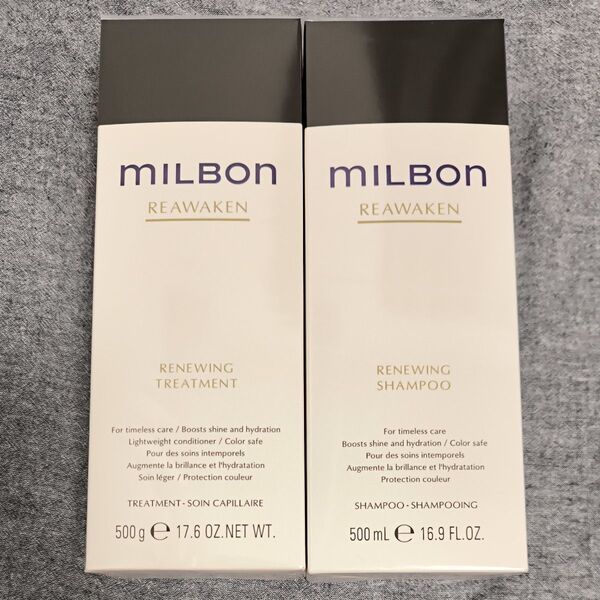 milbon
REAWAKEN
RENEWING
TREATMENT
For timeless care / Boosts shine and hydration
Lightweight conditioner / Color safe
Pour des soins intemporels
Augmente la brillance et l'hydratation
Soin léger / Protection couleur
TREATMENT - SOIN CAPILLAIRE
500 g ℮ 17.6 OZ.NET WT.
milbon
REAWAKEN
RENEWING
SHAMPOO
For timeless care
Boosts shine and hydration / Color safe
Pour des soins intemporels
Augmente la brillance et l'hydratation
Protection couleur
SHAMPOO - SHAMPOOING
500 mL ℮ 16.9 FL.OZ.